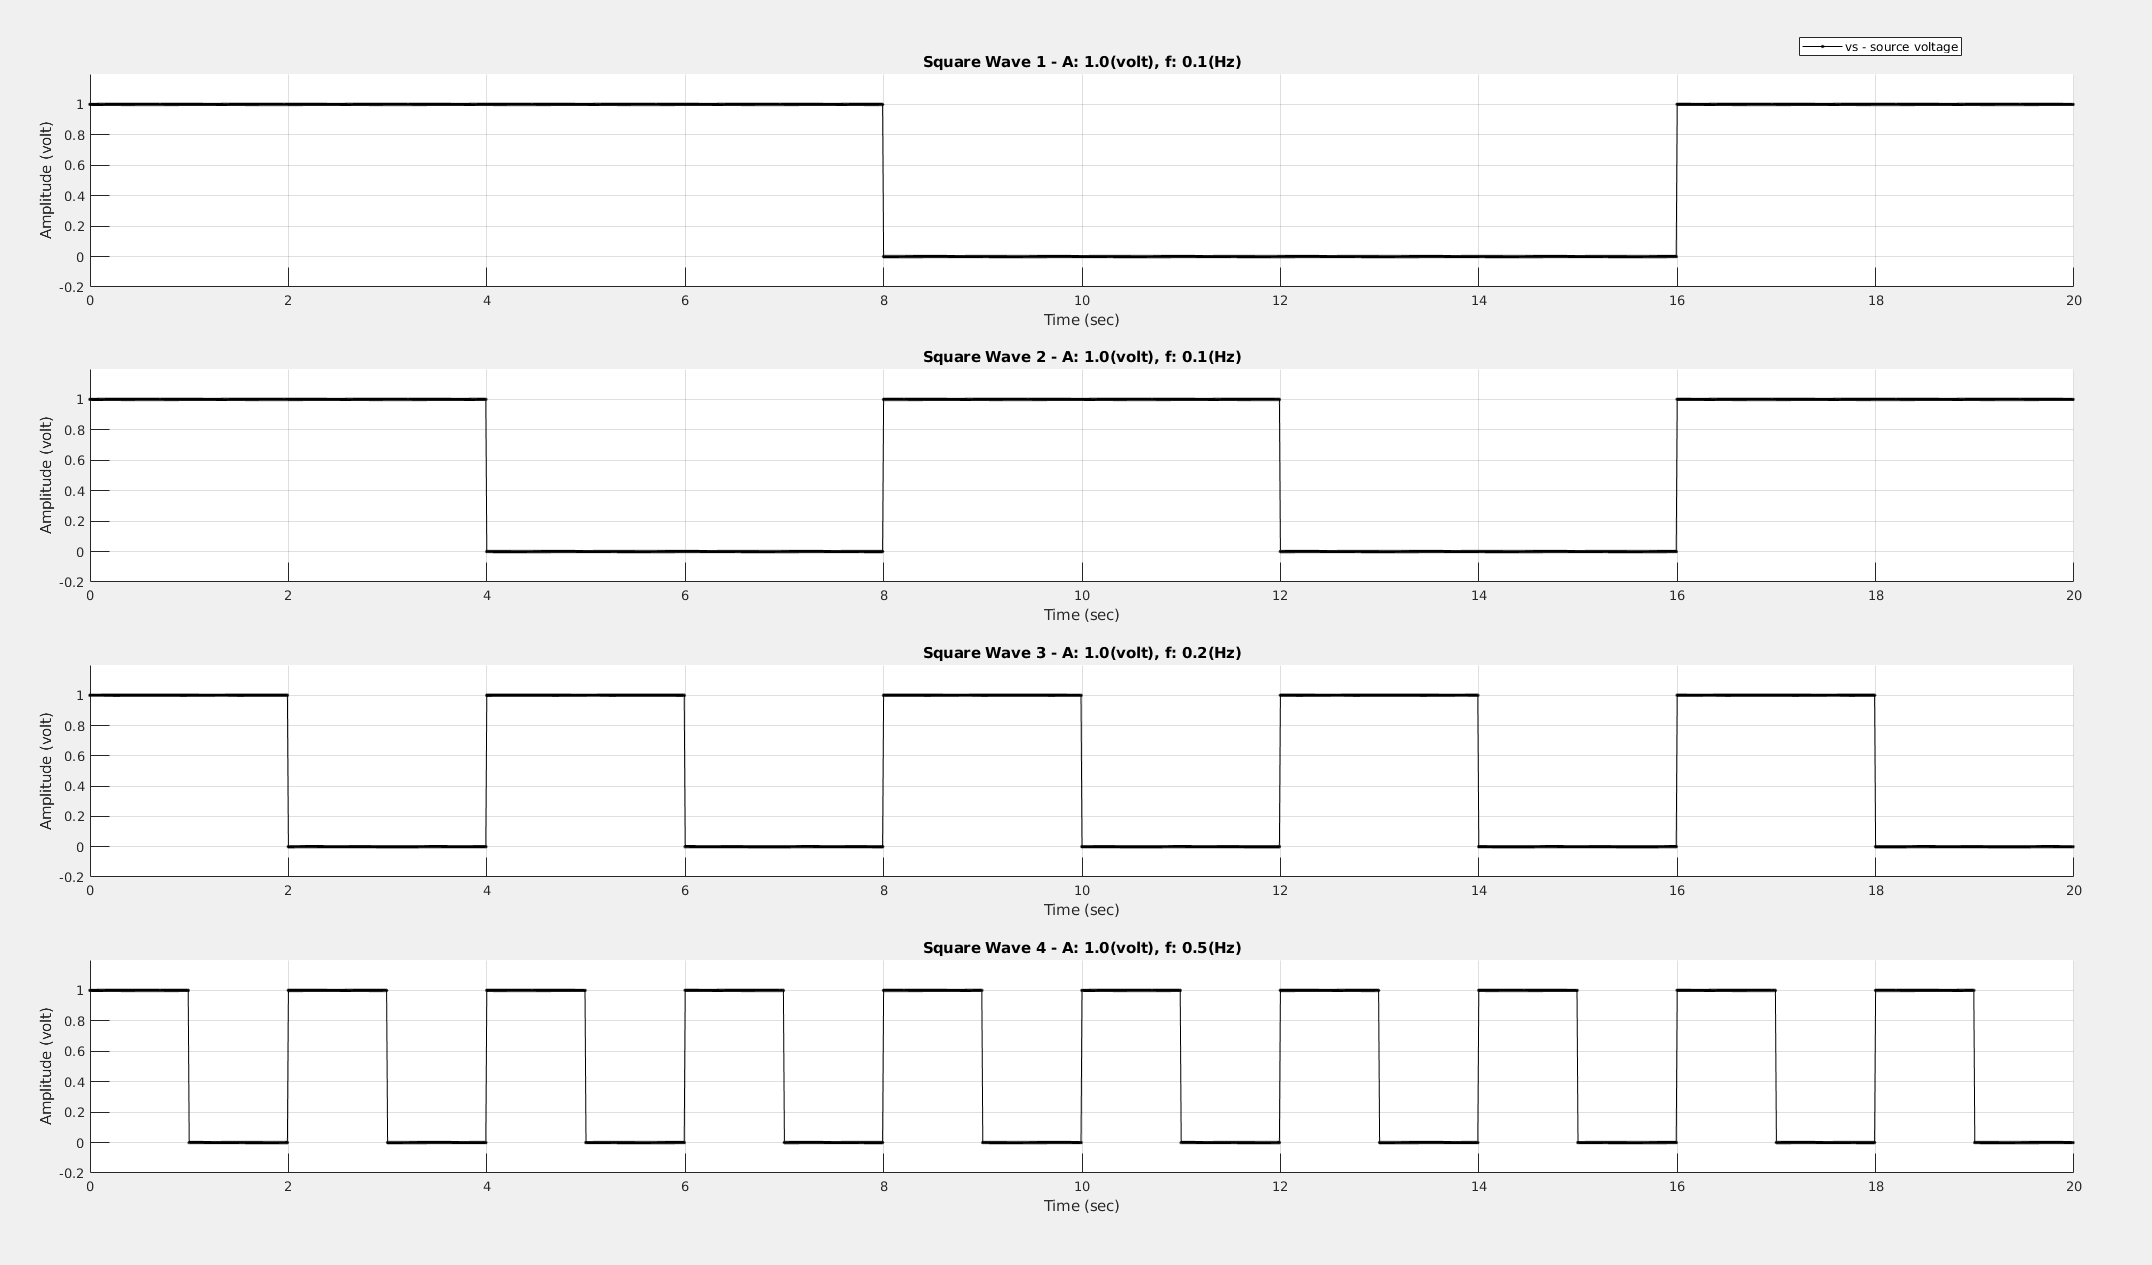 vs - source voltage
Square Wave 1 - A: 1.0(volt), f: 0.1(Hz)
Amplitude (volt)
1
0.8
0.6
0.4
0.2
0
-0.2
0 2 4 6 8 10 12 14 16 18 20
Time (sec)
Square Wave 2 - A: 1.0(volt), f: 0.1(Hz)
Amplitude (volt)
1
0.8
0.6
0.4
0.2
0
-0.2
0 2 4 6 8 10 12 14 16 18 20
Time (sec)
Square Wave 3 - A: 1.0(volt), f: 0.2(Hz)
Amplitude (volt)
1
0.8
0.6
0.4
0.2
0
-0.2
0 2 4 6 8 10 12 14 16 18 20
Time (sec)
Square Wave 4 - A: 1.0(volt), f: 0.5(Hz)
Amplitude (volt)
1
0.8
0.6
0.4
0.2
0
-0.2
0 2 4 6 8 10 12 14 16 18 20
Time (sec)